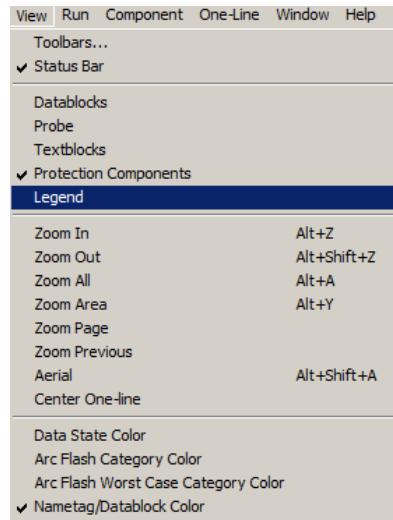 View Run Component One-Line Window Help
Toolbars...
✔ Status Bar
Datablocks
Probe
Textblocks
✔ Protection Components
Legend
Zoom In Alt+Z
Zoom Out Alt+Shift+Z
Zoom All Alt+A
Zoom Area Alt+Y
Zoom Page
Zoom Previous
Aerial Alt+Shift+A
Center One-line
Data State Color
Arc Flash Category Color
Arc Flash Worst Case Category Color
✔ Nametag/Datablock Color